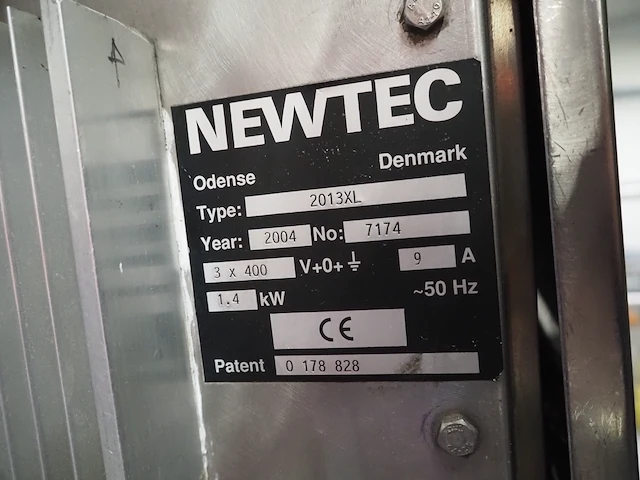 NEWTEC
Odense Denmark
Type: 2013XL
Year: 2004 No: 7174
3 x 400 V+0+⏚ 9 A
1.4 kW ~50 Hz
CE
Patent 0 178 828